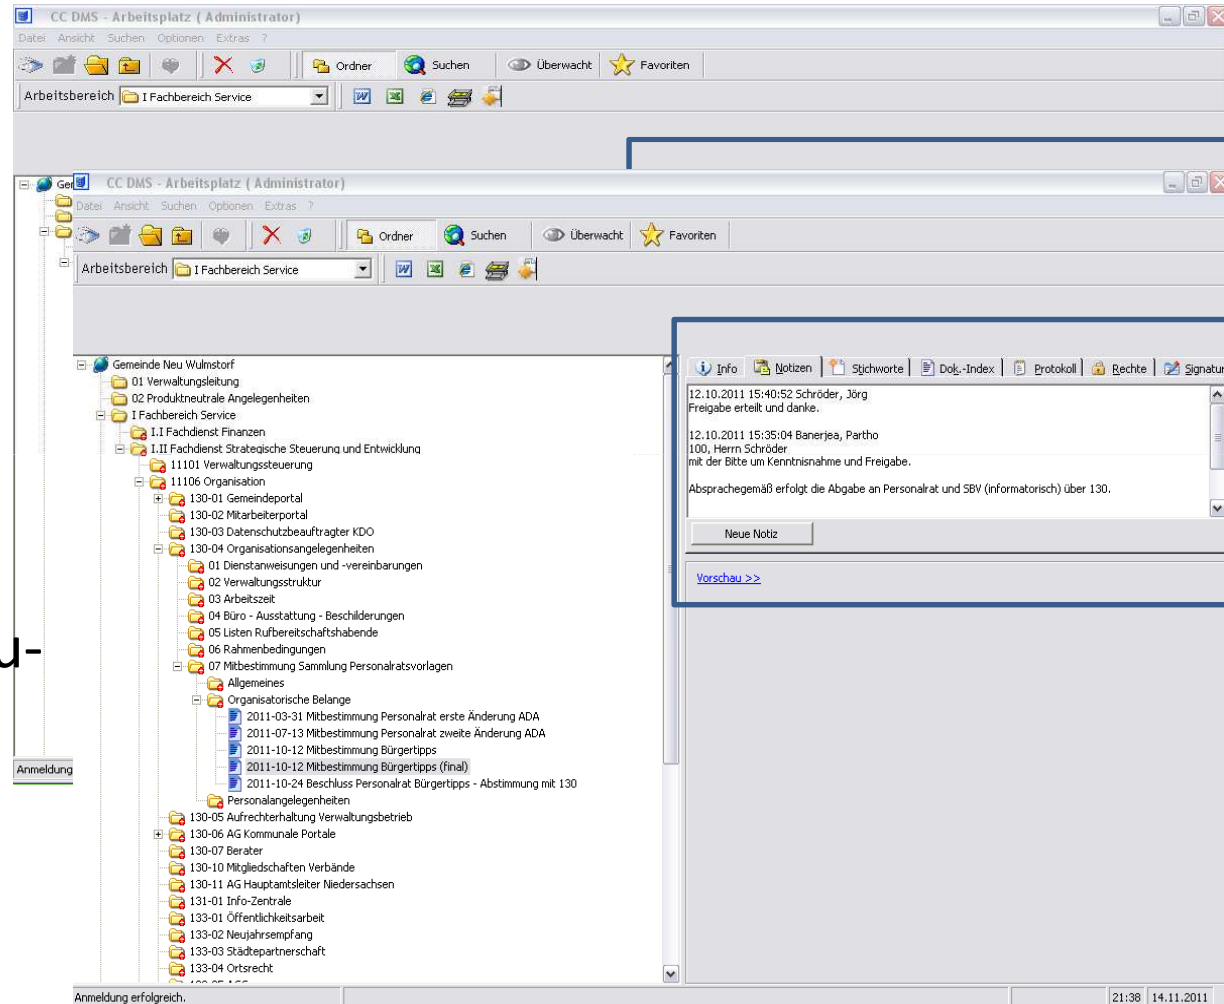 CC DMS - Arbeitsplatz ( Administrator)
Datei Ansicht Suchen Optionen Extras ?
Ordner Suchen Überwacht Favoriten
Arbeitsbereich I Fachbereich Service
Ge
CC DMS - Arbeitsplatz ( Administrator)
Datei Ansicht Suchen Optionen Extras ?
Ordner Suchen Überwacht Favoriten
Arbeitsbereich I Fachbereich Service
Gemeinde Neu Wulmstorf
01 Verwaltungsleitung
02 Produktneutrale Angelegenheiten
I Fachbereich Service
I.I Fachdienst Finanzen
I.II Fachdienst Strategische Steuerung und Entwicklung
11101 Verwaltungssteuerung
11106 Organisation
130-01 Gemeindeportal
130-02 Mitarbeiterportal
130-03 Datenschutzbeauftragter KDO
130-04 Organisationsangelegenheiten
01 Dienstanweisungen und -vereinbarungen
02 Verwaltungsstruktur
03 Arbeitszeit
04 Büro - Ausstattung - Beschilderungen
05 Listen Rufbereitschaftshabende
06 Rahmenbedingungen
07 Mitbestimmung Sammlung Personalratsvorlagen
Allgemeines
Organisatorische Belange
2011-03-31 Mitbestimmung Personalrat erste Änderung ADA
2011-07-13 Mitbestimmung Personalrat zweite Änderung ADA
2011-10-12 Mitbestimmung Bürgertipps
2011-10-12 Mitbestimmung Bürgertipps (final)
2011-10-24 Beschluss Personalrat Bürgertipps - Abstimmung mit 130
Personalangelegenheiten
130-05 Aufrechterhaltung Verwaltungsbetrieb
130-06 AG Kommunale Portale
130-07 Berater
130-10 Mitgliedschaften Verbände
130-11 AG Hauptamtsleiter Niedersachsen
131-01 Info-Zentrale
133-01 Öffentlichkeitsarbeit
133-02 Neujahrsempfang
133-03 Städtepartnerschaft
133-04 Ortsrecht
Info Notizen Stichworte Dok.-Index Protokoll Rechte Signatur
12.10.2011 15:40:52 Schröder, Jörg
Freigabe erteilt und danke.
12.10.2011 15:35:04 Banerjea, Partho
100, Herrn Schröder
mit der Bitte um Kenntnisnahme und Freigabe.
Absprachegemäß erfolgt die Abgabe an Personalrat und SBV (informatorisch) über 130.
Neue Notiz
Vorschau >>
u-
Anmeldung
Anmeldung erfolgreich.
21:38 14.11.2011